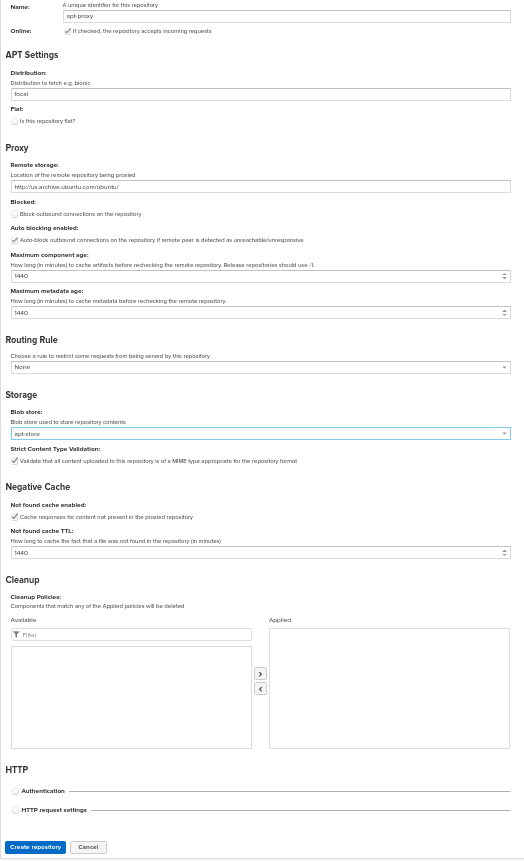 Name:
A unique identifier for this repository
apt-proxy
Online:
If checked, the repository accepts incoming requests
APT Settings
Distribution:
Distribution to fetch e.g. bionic
focal
Flat:
Is this repository flat?
Proxy
Remote storage:
Location of the remote repository being proxied
http://us.archive.ubuntu.com/ubuntu/
Blocked:
Block outbound connections on the repository
Auto blocking enabled:
Auto-block outbound connections on the repository if remote peer is detected as unreachable/unresponsive
Maximum component age:
How long (in minutes) to cache artifacts before rechecking the remote repository. Release repositories should use -1.
1440
Maximum metadata age:
How long (in minutes) to cache metadata before rechecking the remote repository.
1440
Routing Rule
Choose a rule to restrict some requests from being served by this repository
None
Storage
Blob store:
Blob store used to store repository contents
apt-store
Strict Content Type Validation:
Validate that all content uploaded to this repository is of a MIME type appropriate for the repository format
Negative Cache
Not found cache enabled:
Cache responses for content not present in the proxied repository
Not found cache TTL:
How long to cache the fact that a file was not found in the repository (in minutes)
1440
Cleanup
Cleanup Policies:
Components that match any of the Applied policies will be deleted
Available
Applied
Filter
HTTP
Authentication
HTTP request settings
Create repository
Cancel